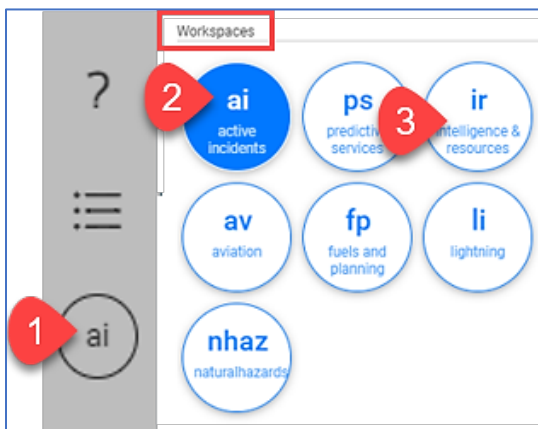 Workspaces
?
2
ai
active
incidents
ps
predictive
services
3
ir
intelligence &
resources
av
aviation
fp
fuels and
planning
li
lightning
1
ai
nhaz
naturalhazards